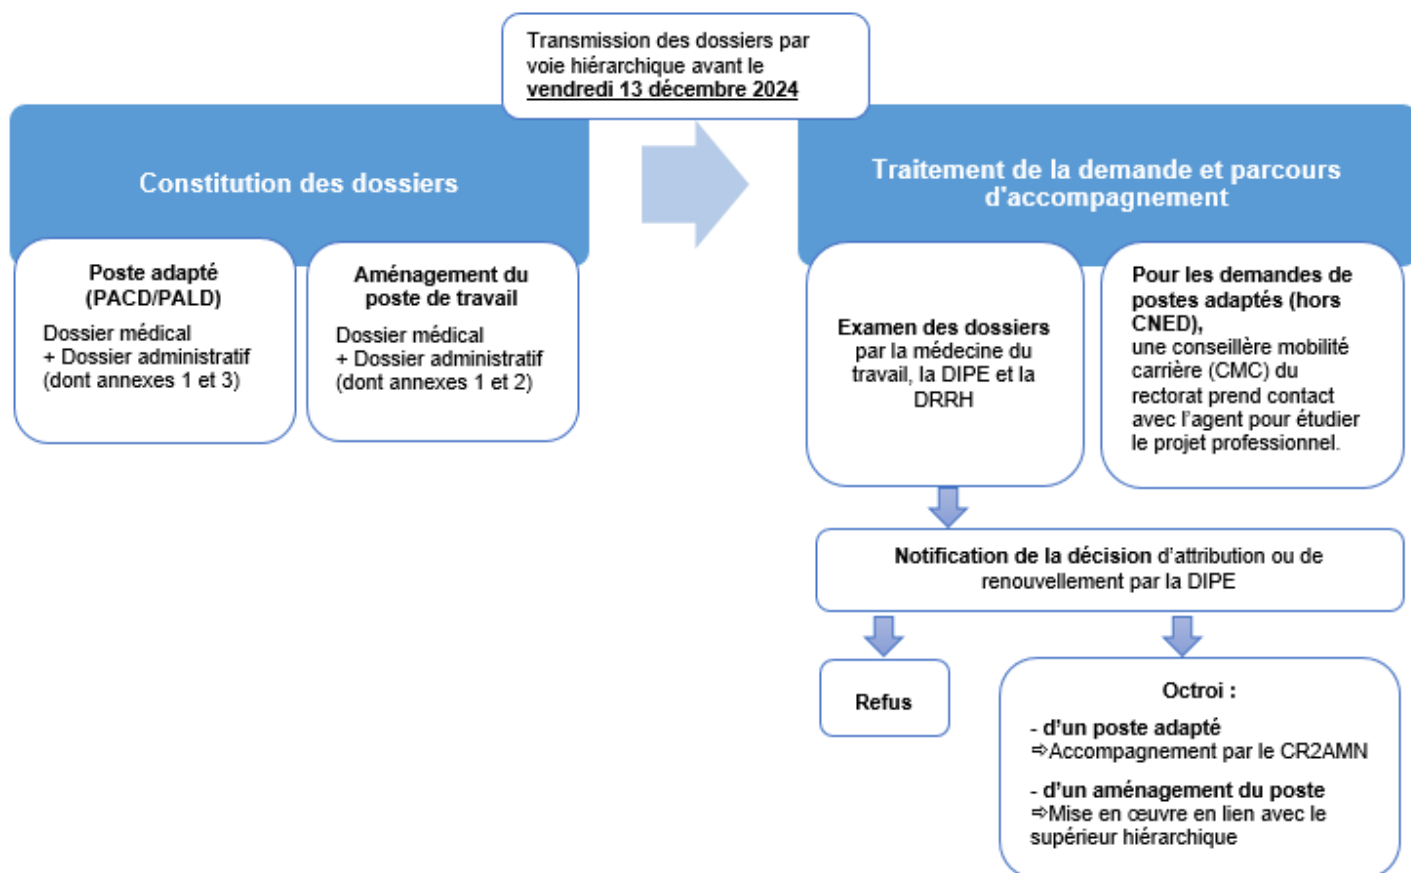 Transmission des dossiers par
voie hiérarchique avant le
vendredi 13 décembre 2024
Constitution des dossiers
Poste adapté
(PACD/PALD)
Dossier médical
+ Dossier administratif
(dont annexes 1 et 3)
Aménagement du
poste de travail
Dossier médical
+ Dossier administratif
(dont annexes 1 et 2)
Traitement de la demande et parcours
d'accompagnement
Examen des dossiers
par la médecine du
travail, la DIPE et la
DRRH
Pour les demandes de
postes adaptés (hors
CNED),
une conseillère mobilité
carrière (CMC) du
rectorat prend contact
avec l'agent pour étudier
le projet professionnel.
Notification de la décision d'attribution ou de
renouvellement par la DIPE
Refus
Octroi :
- d'un poste adapté
⇨Accompagnement par le CR2AMN
- d'un aménagement du poste
⇨Mise en œuvre en lien avec le
supérieur hiérarchique